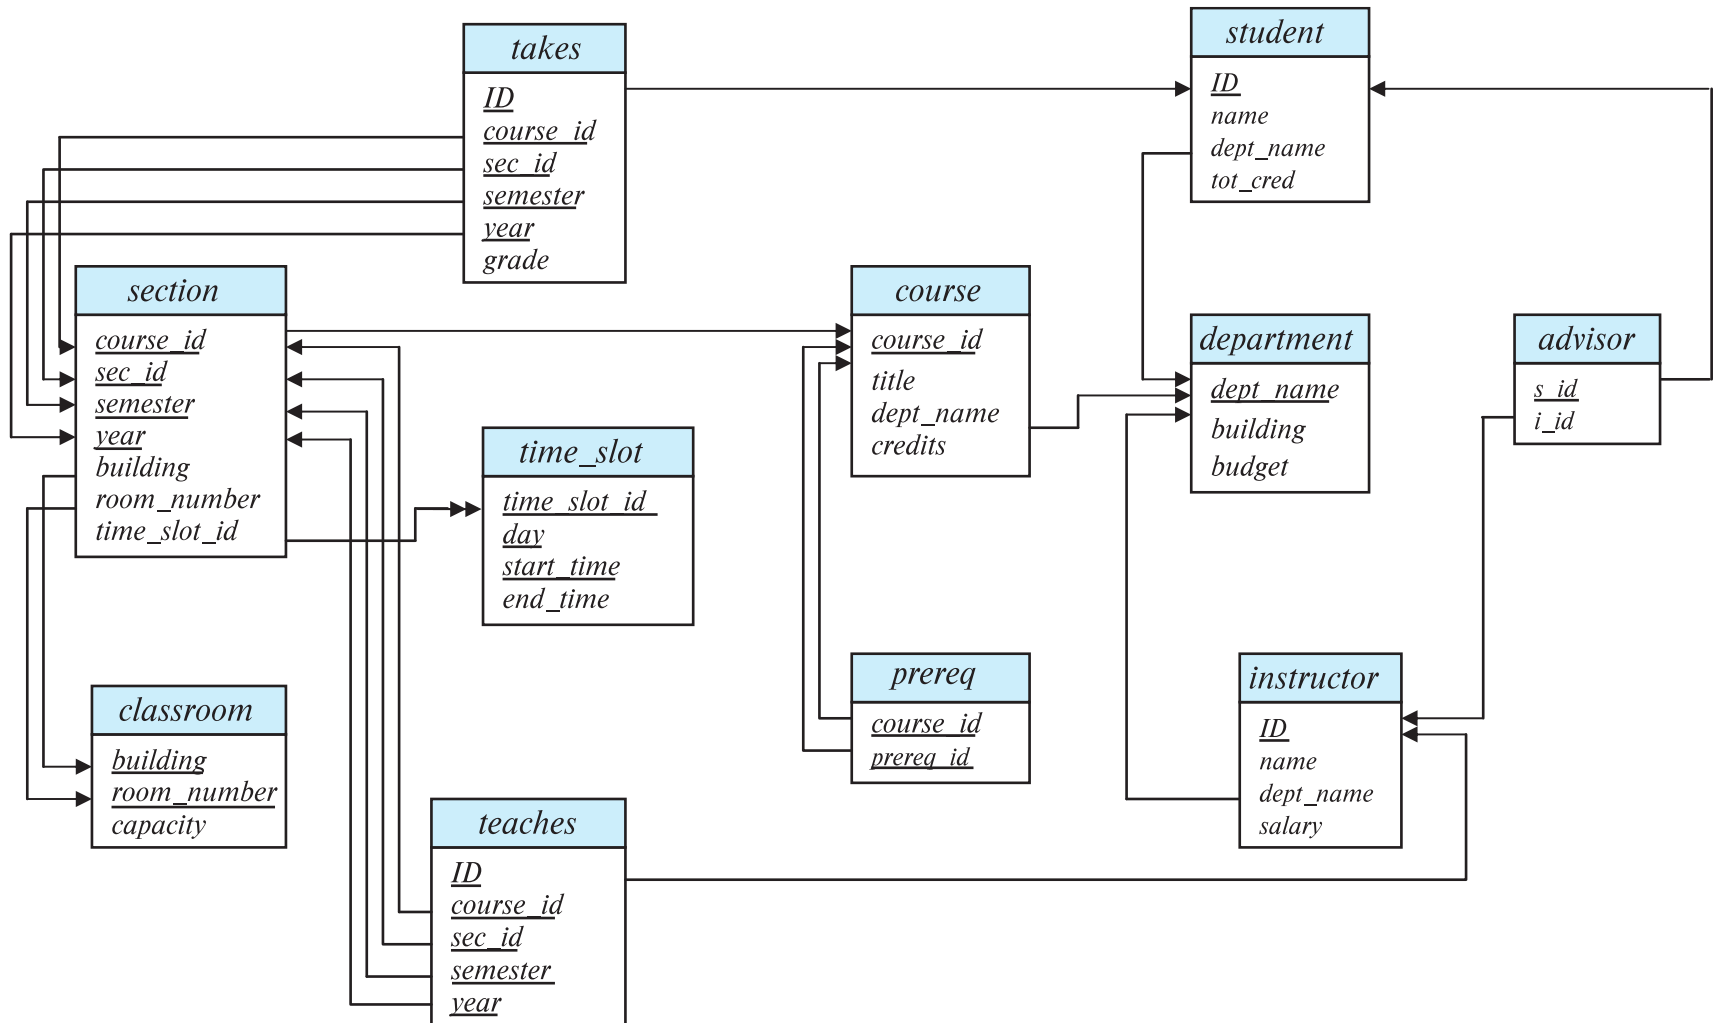 takes
ID
course_id
sec_id
semester
year
grade
student
ID
name
dept_name
tot_cred
section
course_id
sec_id
semester
year
building
room_number
time_slot_id
course
course_id
title
dept_name
credits
department
dept_name
building
budget
advisor
s_id
i_id
time_slot
time_slot_id
day
start_time
end_time
prereq
course_id
prereq_id
instructor
ID
name
dept_name
salary
classroom
building
room_number
capacity
teaches
ID
course_id
sec_id
semester
year